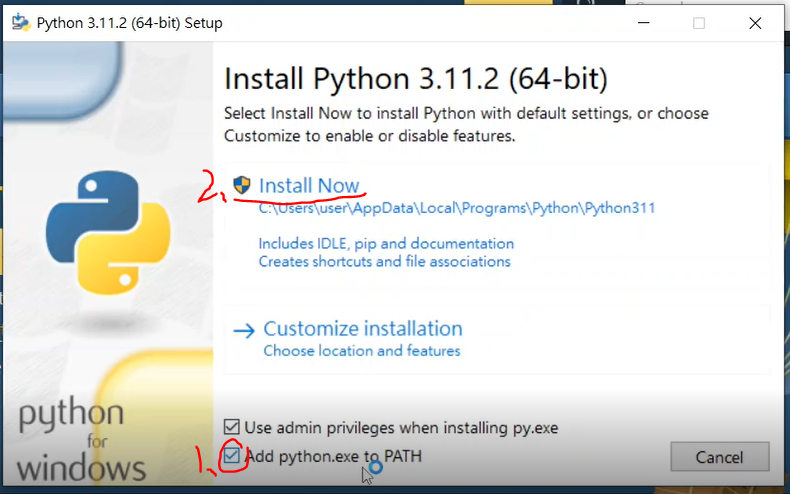 Python 3.11.2 (64-bit) Setup
Install Python 3.11.2 (64-bit)
Select Install Now to install Python with default settings, or choose
Customize to enable or disable features.
2. Install Now
C:\Users\user\AppData\Local\Programs\Python\Python311
Includes IDLE, pip and documentation
Creates shortcuts and file associations
Customize installation
Choose location and features
python
for
windows
Use admin privileges when installing py.exe
1. Add python.exe to PATH
Cancel